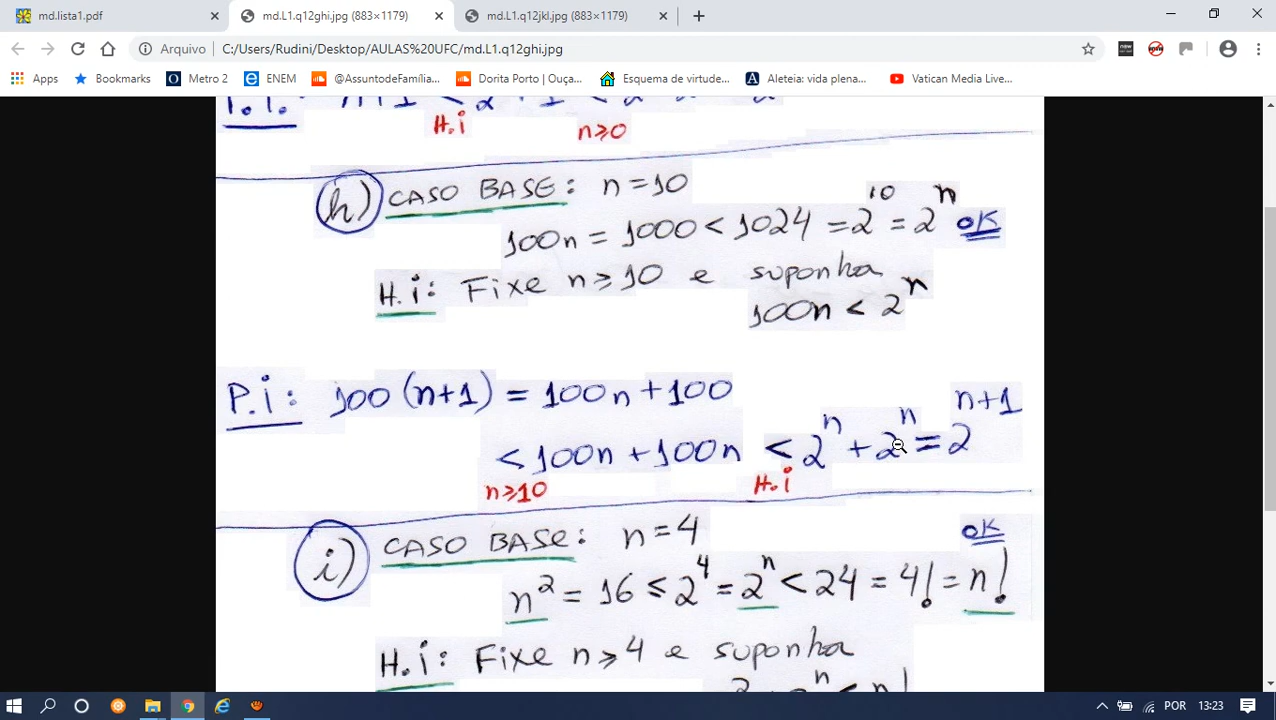 md.lista1.pdf
md.L1.q12ghi.jpg (883×1179)
md.L1.q12jkl.jpg (883×1179)
Arquivo C:/Users/Rudini/Desktop/AULAS%20UFC/md.L1.q12ghi.jpg
Apps Bookmarks Metro 2 ENEM @AssuntodeFamília... Dorita Porto | Ouça... Esquema de virtude... Aleteia: vida plena... Vatican Media Live...
H.i n≥0
h) CASO BASE: n=10
100n = 1000 < 1024 = 2^10 = 2^n OK
H.i: Fixe n≥10 e suponha
100n < 2^n
P.i: 100(n+1) = 100n+100
< 100n+100n < 2^n + 2^n = 2^n+1
n≥10 H.i
i) CASO BASE: n=4 OK
n^2 = 16 ≤ 2^4 = 2^n < 24 = 4! = n!
H.i: Fixe n≥4 e suponha
POR 13:23